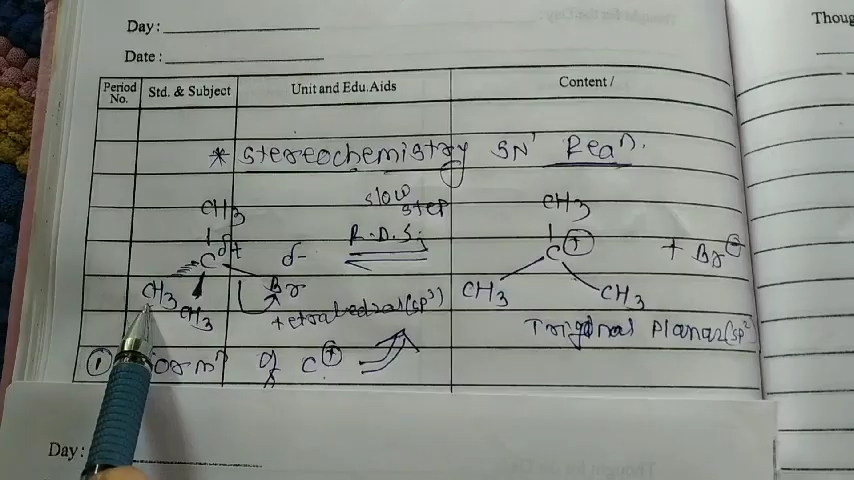 Day:
Thoug
Date:
Period No. Std. & Subject Unit and Edu.Aids Content /
* Stereochemistry SN' Rean.
slow step
CH3 CH3
R.D.S.
C δ+ δ- C + + Br-
CH3 CH3 Br CH3 CH3
tetrahedral (sp3)
Trigonal Planar (sp2
① Formn of C +
Day: